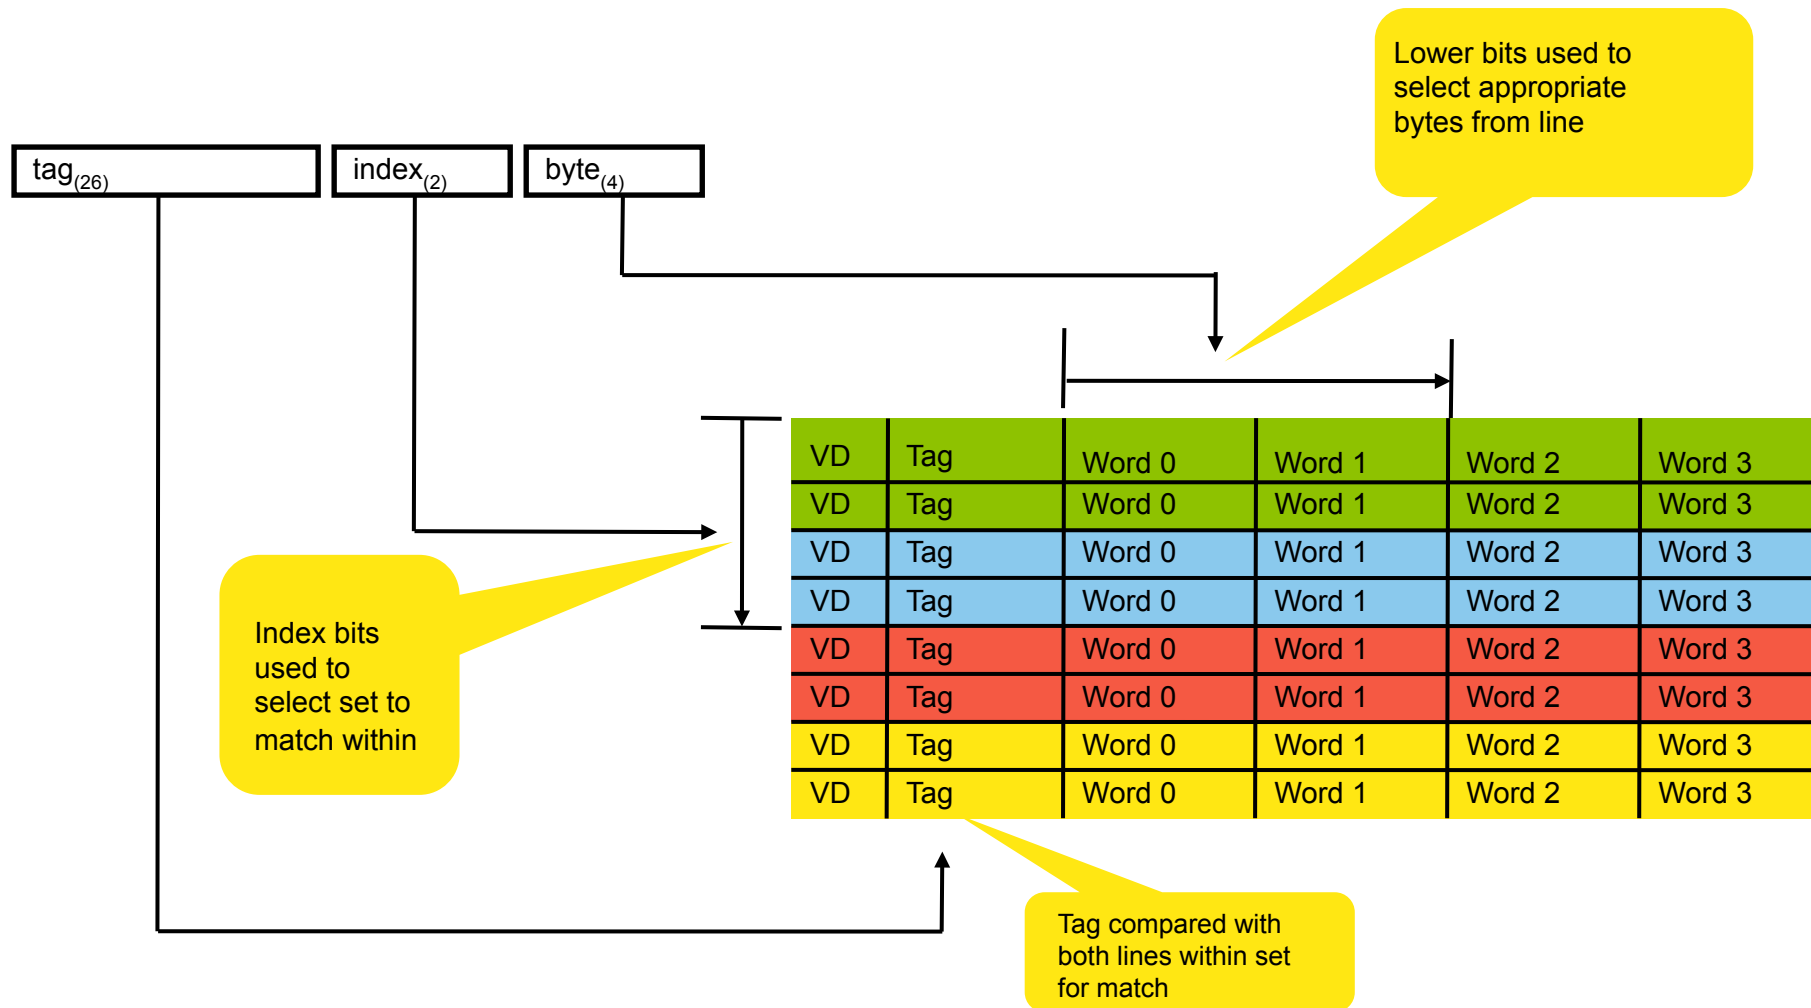 Lower bits used to
select appropriate
bytes from line
tag(26) index(2) byte(4)
VD Tag Word 0 Word 1 Word 2 Word 3
VD Tag Word 0 Word 1 Word 2 Word 3
VD Tag Word 0 Word 1 Word 2 Word 3
VD Tag Word 0 Word 1 Word 2 Word 3
VD Tag Word 0 Word 1 Word 2 Word 3
VD Tag Word 0 Word 1 Word 2 Word 3
VD Tag Word 0 Word 1 Word 2 Word 3
VD Tag Word 0 Word 1 Word 2 Word 3
Index bits
used to
select set to
match within
Tag compared with
both lines within set
for match